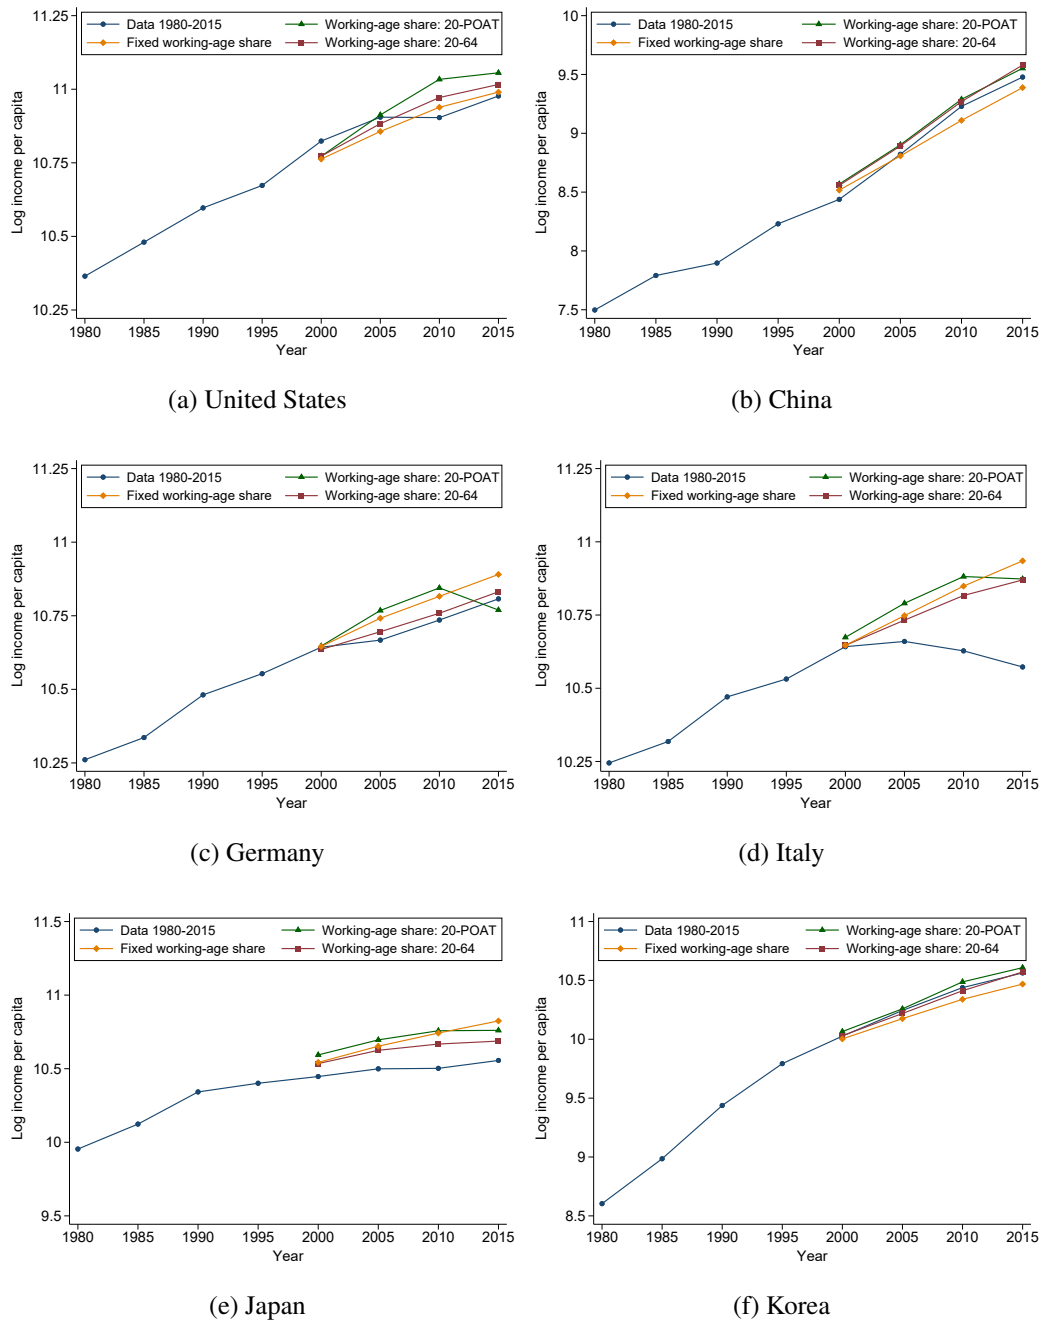 11.25
11
10.75
10.5
10.25
Log income per capita
Data 1980-2015
Working-age share: 20-POAT
Fixed working-age share
Working-age share: 20-64
1980 1985 1990 1995 2000 2005 2010 2015
Year
(a) United States
10
9.5
9
8.5
8
7.5
Log income per capita
Data 1980-2015
Working-age share: 20-POAT
Fixed working-age share
Working-age share: 20-64
1980 1985 1990 1995 2000 2005 2010 2015
Year
(b) China
11.25
11
10.75
10.5
10.25
Log income per capita
Data 1980-2015
Working-age share: 20-POAT
Fixed working-age share
Working-age share: 20-64
1980 1985 1990 1995 2000 2005 2010 2015
Year
(c) Germany
11.25
11
10.75
10.5
10.25
Log income per capita
Data 1980-2015
Working-age share: 20-POAT
Fixed working-age share
Working-age share: 20-64
1980 1985 1990 1995 2000 2005 2010 2015
Year
(d) Italy
11.5
11
10.5
10
9.5
Log income per capita
Data 1980-2015
Working-age share: 20-POAT
Fixed working-age share
Working-age share: 20-64
1980 1985 1990 1995 2000 2005 2010 2015
Year
(e) Japan
11
10.5
10
9.5
9
8.5
Log income per capita
Data 1980-2015
Working-age share: 20-POAT
Fixed working-age share
Working-age share: 20-64
1980 1985 1990 1995 2000 2005 2010 2015
Year
(f) Korea